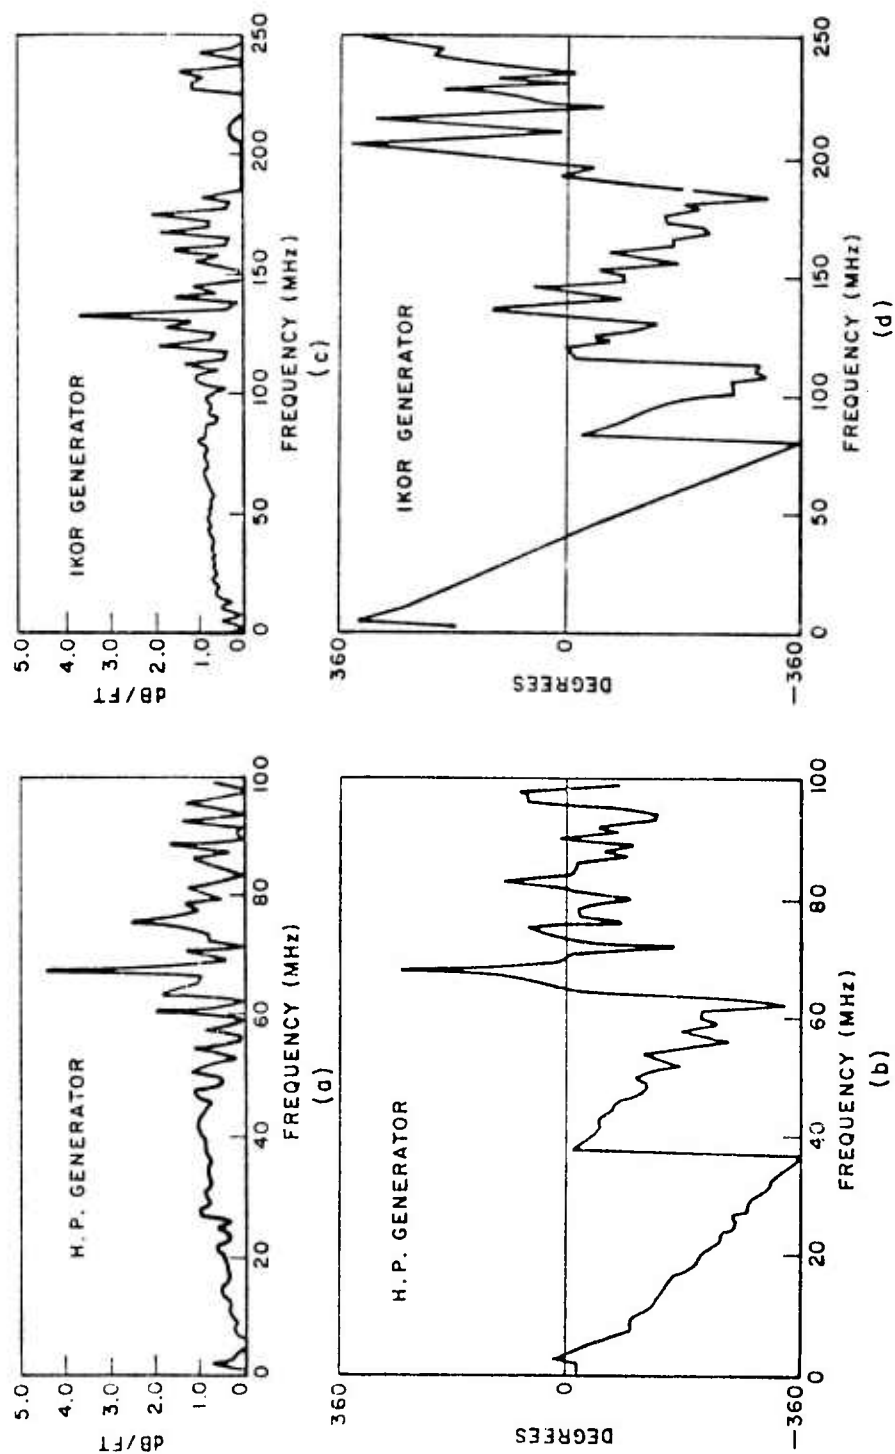 5.0
4.0
3.0
2.0
1.0
0
dB/FT
H.P. GENERATOR
0
20
40
60
80
100
FREQUENCY (MHz)
(a)
360
0
-360
DEGREES
H.P. GENERATOR
0
20
40
60
80
100
FREQUENCY (MHz)
(b)
5.0
4.0
3.0
2.0
1.0
0
dB/FT
IKOR GENERATOR
0
50
100
150
200
250
FREQUENCY (MHz)
(c)
360
0
-360
DEGREES
IKOR GENERATOR
0
50
100
150
200
250
FREQUENCY (MHz)
(d)